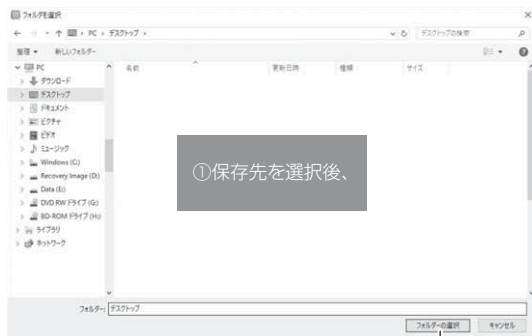 フォルダを選択
PC › デスクトップ ›
デスクトップの検索
整理 ▾ 新しいフォルダー
名前 更新日時 種類 サイズ
PC
ダウンロード
デスクトップ
ドキュメント
ピクチャ
ビデオ
ミュージック
Windows (C:)
Recovery Image (D:)
Data (E:)
DVD RW ドライブ (G:)
BD-ROM ドライブ (H:)
ライブラリ
ネットワーク
①保存先を選択後、
フォルダー: デスクトップ
フォルダーの選択 キャンセル